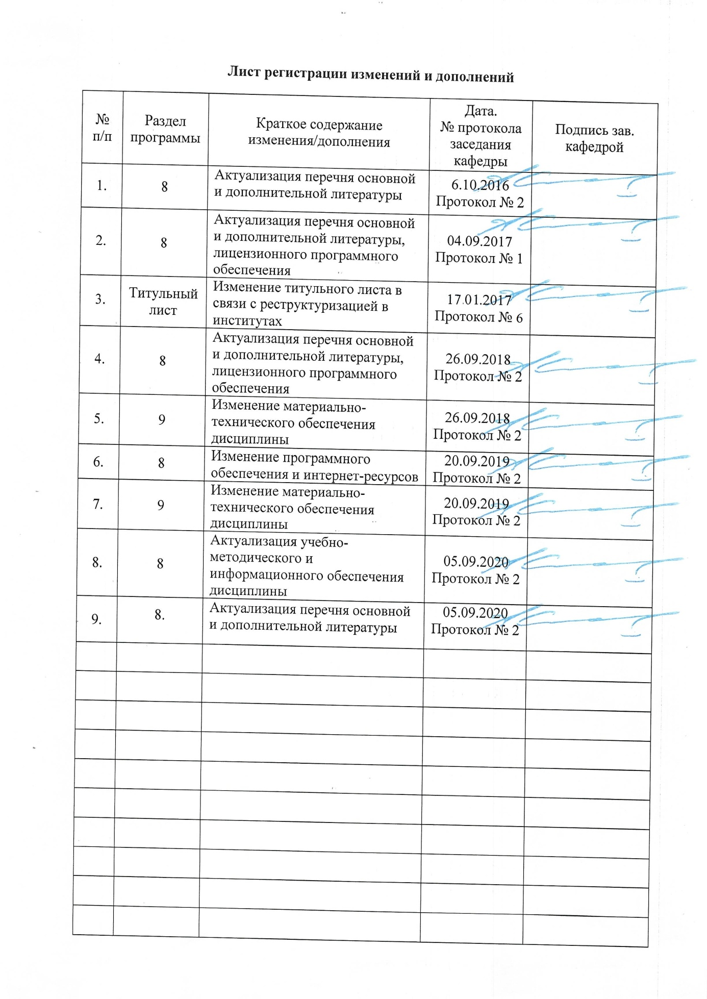 Лист регистрации изменений и дополнений
№
п/п
Раздел
программы
Краткое содержание
изменения/дополнения
Дата.
№ протокола
заседания
кафедры
Подпись зав.
кафедрой
1.
8
Актуализация перечня основной
и дополнительной литературы
6.10.2016
Протокол № 2
2.
8
Актуализация перечня основной
и дополнительной литературы,
лицензионного программного
обеспечения
04.09.2017
Протокол № 1
3.
Титульный
лист
Изменение титульного листа в
связи с реструктуризацией в
институтах
17.01.2017
Протокол № 6
4.
8
Актуализация перечня основной
и дополнительной литературы,
лицензионного программного
обеспечения
26.09.2018
Протокол № 2
5.
9
Изменение материально-
технического обеспечения
дисциплины
26.09.2018
Протокол № 2
6.
8
Изменение программного
обеспечения и интернет-ресурсов
20.09.2019
Протокол № 2
7.
9
Изменение материально-
технического обеспечения
дисциплины
20.09.2019
Протокол № 2
8.
8
Актуализация учебно-
методического и
информационного обеспечения
дисциплины
05.09.2020
Протокол № 2
9.
8.
Актуализация перечня основной
и дополнительной литературы
05.09.2020
Протокол № 2